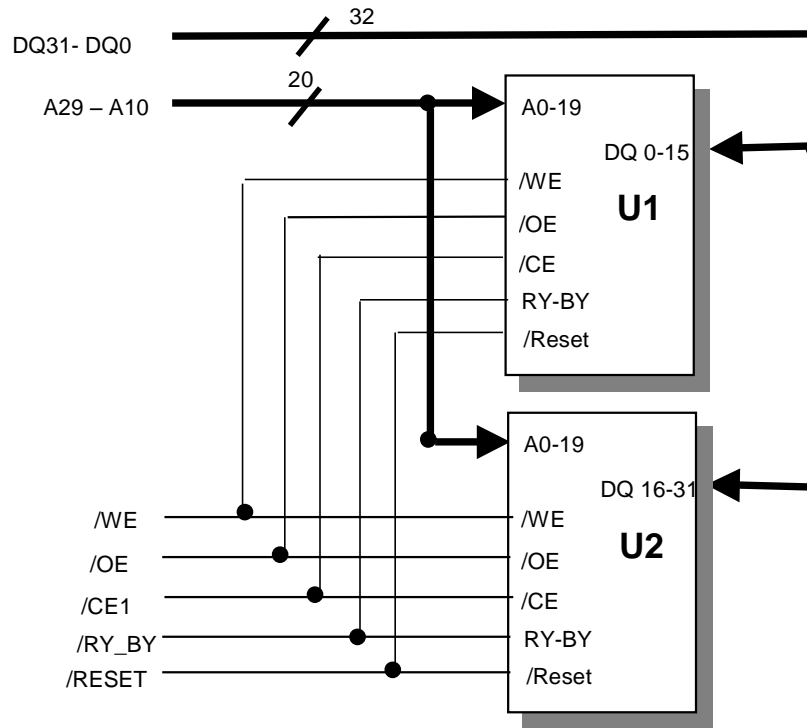 DQ31- DQ0
32
A29 – A10
20
A0-19
DQ 0-15
/WE
U1
/OE
/CE
RY-BY
/Reset
A0-19
DQ 16-31
/WE
/WE
U2
/OE
/OE
/CE1
/CE
/RY_BY
RY-BY
/RESET
/Reset